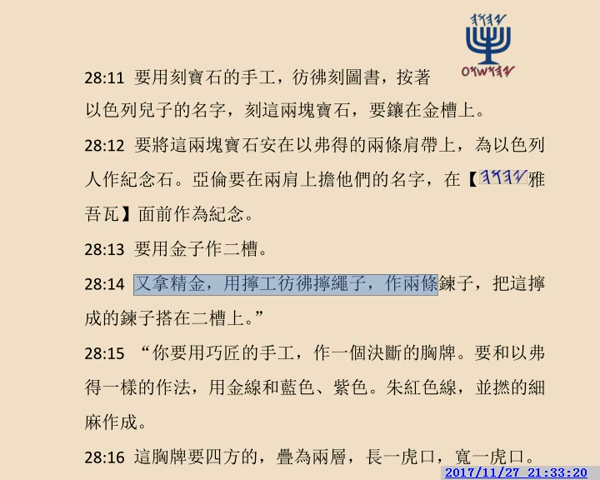 28:11 要用刻寶石的手工，彷彿刻圖書，按著
以色列兒子的名字，刻這兩塊寶石，要鑲在金槽上。
28:12 要將這兩塊寶石安在以弗得的兩條肩帶上，為以色列
人作紀念石。亞倫要在兩肩上擔他們的名字，在【𐤉𐤄𐤅𐤄雅
吾瓦】面前作為紀念。
28:13 要用金子作二槽。
28:14 又拿精金，用擰工彷彿擰繩子，作兩條鍊子，把這擰
成的鍊子搭在二槽上。”
28:15 “你要用巧匠的手工，作一個決斷的胸牌。要和以弗
得一樣的作法，用金線和藍色、紫色。朱紅色線，並撚的細
麻作成。
28:16 這胸牌要四方的，疊為兩層，長一虎口，寬一虎口。
2017/11/27 21:33:20